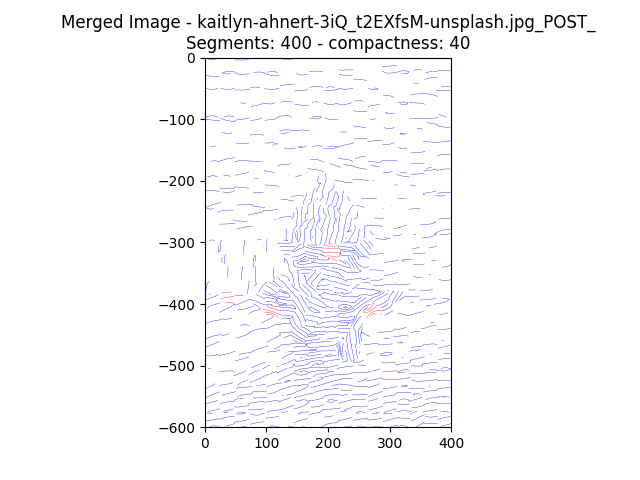 Merged Image - kaitlyn-ahnert-3iQ_t2EXfsM-unsplash.jpg_POST_
Segments: 400 - compactness: 40
0
−100
−200
−300
−400
−500
−600
0 100 200 300 400